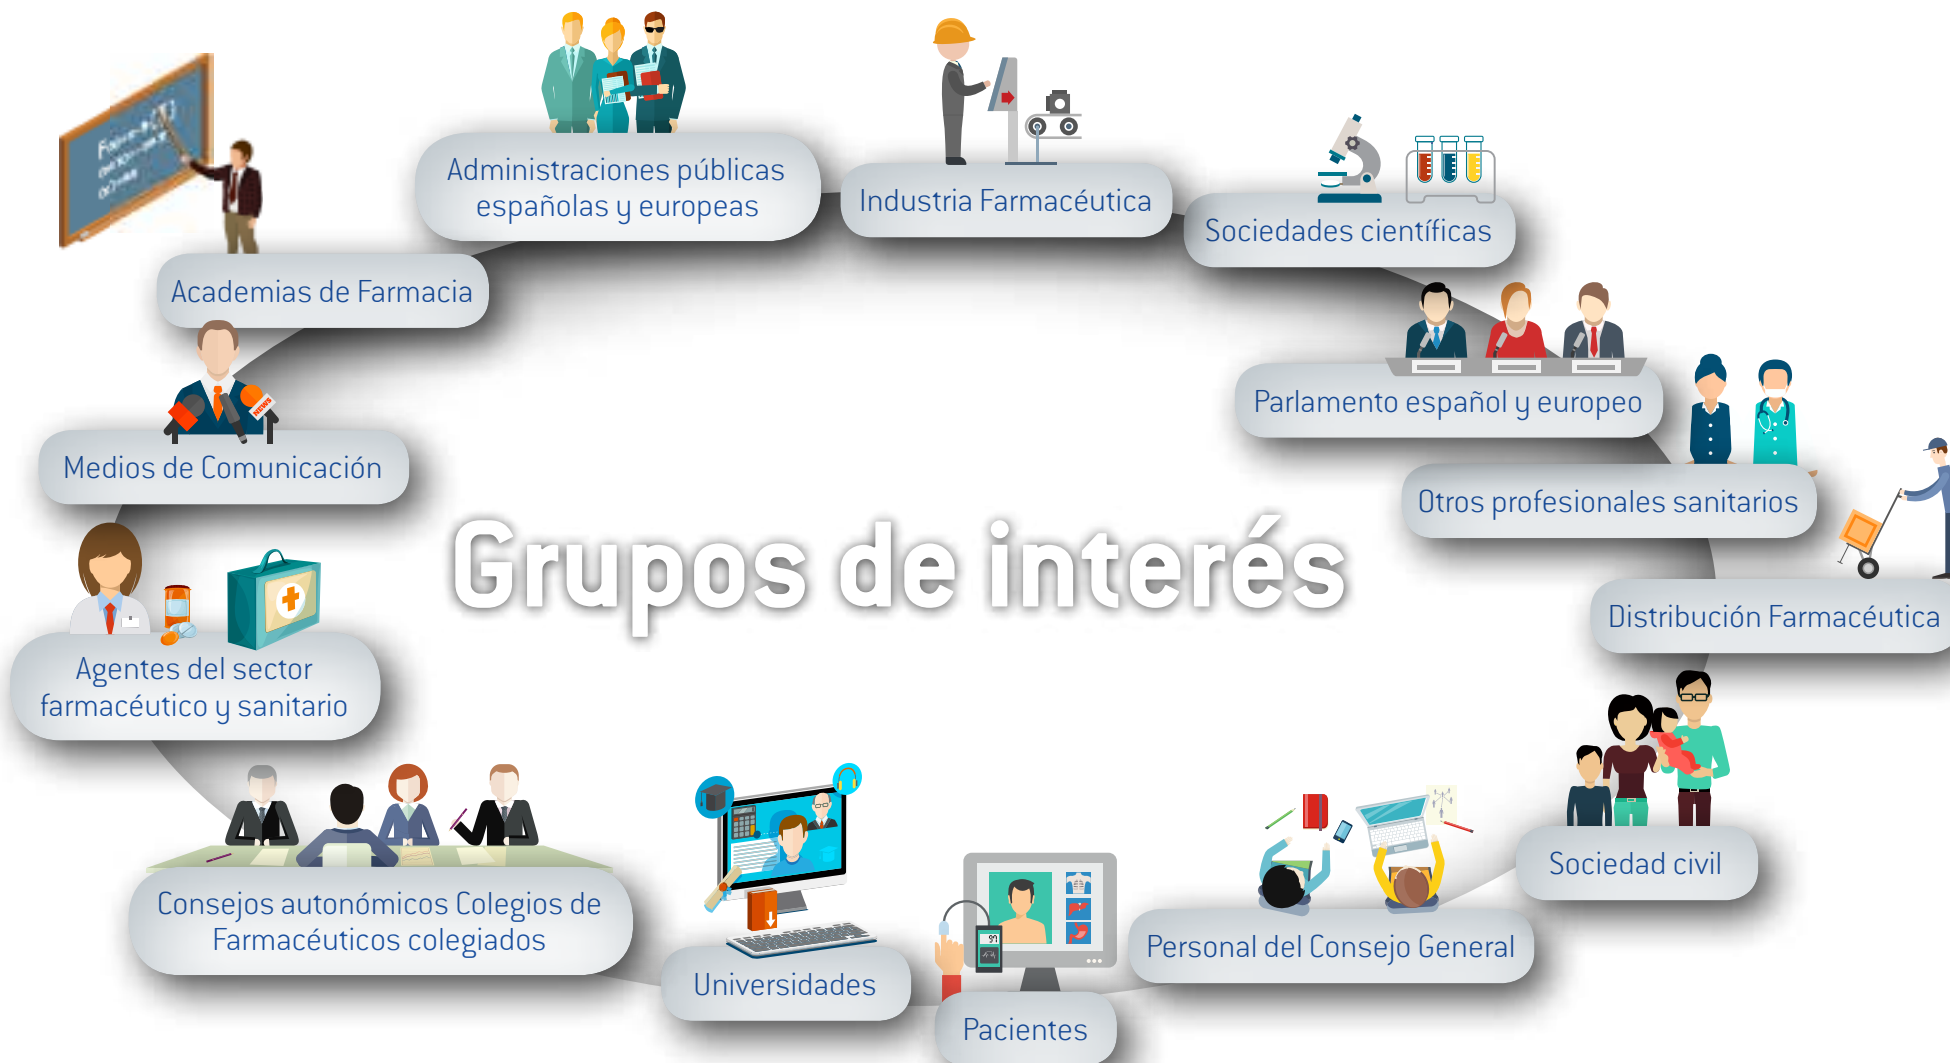 Administraciones públicas
españolas y europeas
Industria Farmacéutica
Sociedades científicas
Academias de Farmacia
Parlamento español y europeo
Medios de Comunicación
NEWS
Otros profesionales sanitarios
Grupos de interés
Distribución Farmacéutica
Agentes del sector
farmacéutico y sanitario
Sociedad civil
Consejos autonómicos Colegios de
Farmacéuticos colegiados
Universidades
Personal del Consejo General
Pacientes